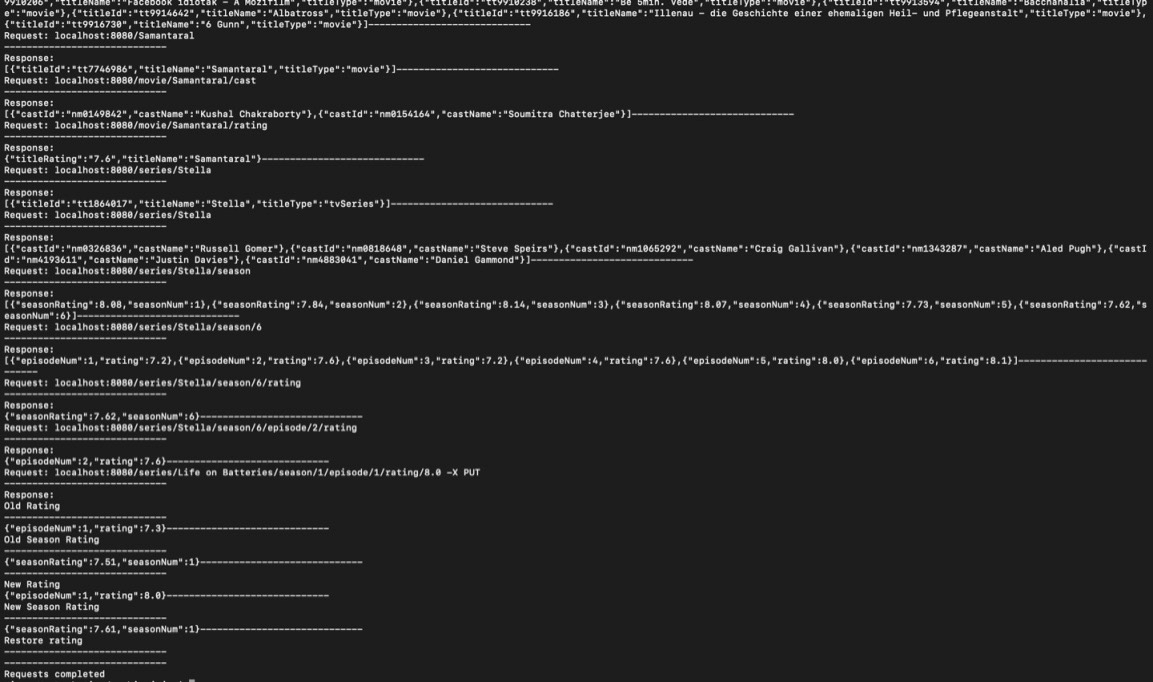 9910206","titleName":"Facebook idióták - A Mozifilm","titleType":"movie"},{"titleId":"tt9910238","titleName":"Be 5min. vede","titleType":"movie"},{"titleId":"tt9913594","titleName":"Bacchanalia","titleTyp
e":"movie"},{"titleId":"tt9914642","titleName":"Albatross","titleType":"movie"},{"titleId":"tt9916186","titleName":"Illenau - die Geschichte einer ehemaligen Heil- und Pflegeanstalt","titleType":"movie"},
{"titleId":"tt9916730","titleName":"6 Gunn","titleType":"movie"}]-----------------------------
Request: localhost:8080/Samantaral
-----------------------------
Response:
[{"titleId":"tt7746986","titleName":"Samantaral","titleType":"movie"}]-----------------------------
Request: localhost:8080/movie/Samantaral/cast
-----------------------------
Response:
[{"castId":"nm0149842","castName":"Kushal Chakraborty"},{"castId":"nm0154164","castName":"Soumitra Chatterjee"}]-----------------------------
Request: localhost:8080/movie/Samantaral/rating
-----------------------------
Response:
{"titleRating":"7.6","titleName":"Samantaral"}-----------------------------
Request: localhost:8080/series/Stella
-----------------------------
Response:
[{"titleId":"tt1864017","titleName":"Stella","titleType":"tvSeries"}]-----------------------------
Request: localhost:8080/series/Stella
-----------------------------
Response:
[{"castId":"nm0326836","castName":"Russell Gomer"},{"castId":"nm0818648","castName":"Steve Speirs"},{"castId":"nm1065292","castName":"Craig Gallivan"},{"castId":"nm1343287","castName":"Aled Pugh"},{"castI
d":"nm4193611","castName":"Justin Davies"},{"castId":"nm4883041","castName":"Daniel Gammond"}]-----------------------------
Request: localhost:8080/series/Stella/season
-----------------------------
Response:
[{"seasonRating":8.08,"seasonNum":1},{"seasonRating":7.84,"seasonNum":2},{"seasonRating":8.14,"seasonNum":3},{"seasonRating":8.07,"seasonNum":4},{"seasonRating":7.73,"seasonNum":5},{"seasonRating":7.62,"s
easonNum":6}]-----------------------------
Request: localhost:8080/series/Stella/season/6
-----------------------------
Response:
[{"episodeNum":1,"rating":7.2},{"episodeNum":2,"rating":7.6},{"episodeNum":3,"rating":7.2},{"episodeNum":4,"rating":7.6},{"episodeNum":5,"rating":8.0},{"episodeNum":6,"rating":8.1}]-----------------------
------
Request: localhost:8080/series/Stella/season/6/rating
-----------------------------
Response:
{"seasonRating":7.62,"seasonNum":6}-----------------------------
Request: localhost:8080/series/Stella/season/6/episode/2/rating
-----------------------------
Response:
{"episodeNum":2,"rating":7.6}-----------------------------
Request: localhost:8080/series/Life on Batteries/season/1/episode/1/rating/8.0 -X PUT
-----------------------------
Response:
Old Rating
-----------------------------
{"episodeNum":1,"rating":7.3}-----------------------------
Old Season Rating
-----------------------------
{"seasonRating":7.51,"seasonNum":1}-----------------------------
-----------------------------
New Rating
{"episodeNum":1,"rating":8.0}-----------------------------
New Season Rating
-----------------------------
{"seasonRating":7.61,"seasonNum":1}-----------------------------
Restore rating
-----------------------------
-----------------------------
Requests completed